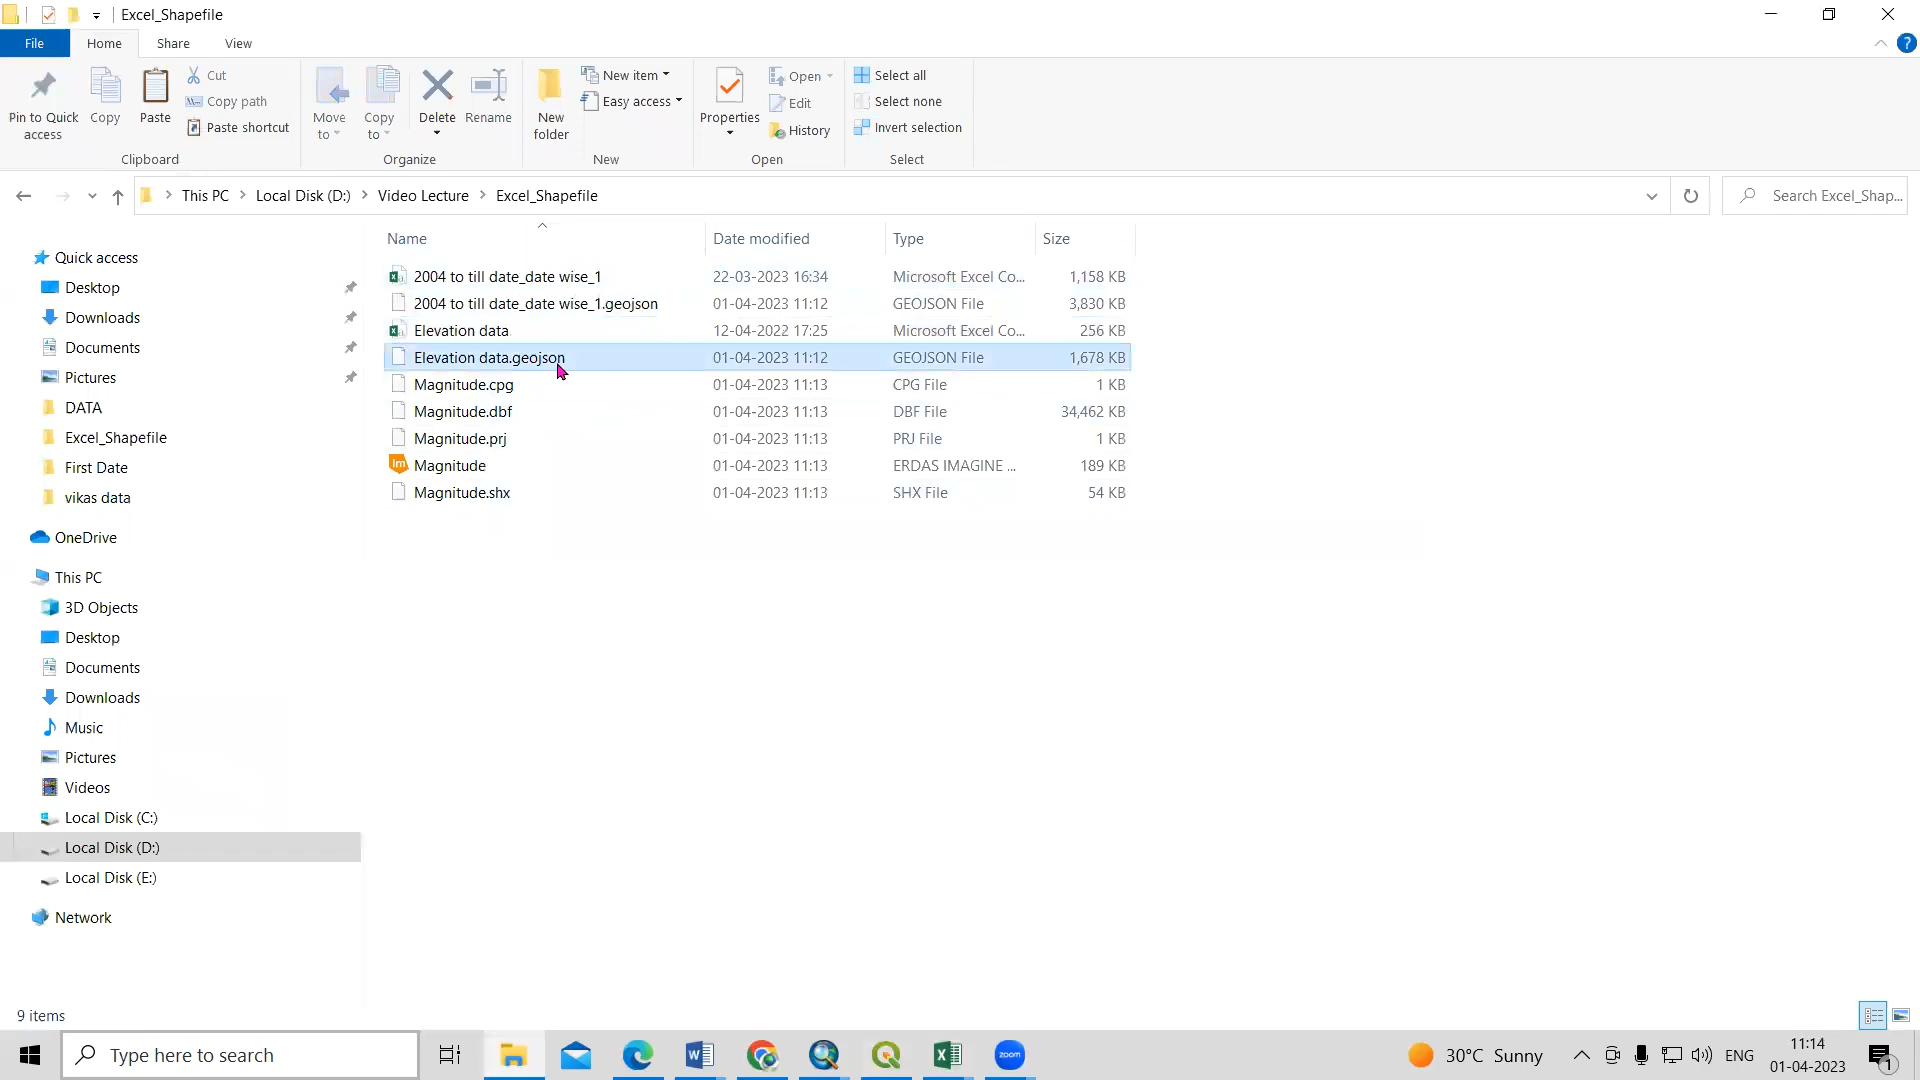 Excel_Shapefile
File Home Share View
Pin to Quick access
Copy
Paste
Cut
Copy path
Paste shortcut
Clipboard
Move to
Copy to
Delete
Rename
Organize
New folder
New item
Easy access
New
Properties
Open
Edit
History
Open
Select all
Select none
Invert selection
Select
This PC > Local Disk (D:) > Video Lecture > Excel_Shapefile
Search Excel_Shap...
Quick access
Desktop
Downloads
Documents
Pictures
DATA
Excel_Shapefile
First Date
vikas data
OneDrive
This PC
3D Objects
Desktop
Documents
Downloads
Music
Pictures
Videos
Local Disk (C:)
Local Disk (D:)
Local Disk (E:)
Network
Name Date modified Type Size
2004 to till date_date wise_1 22-03-2023 16:34 Microsoft Excel Co... 1,158 KB
2004 to till date_date wise_1.geojson 01-04-2023 11:12 GEOJSON File 3,830 KB
Elevation data 12-04-2022 17:25 Microsoft Excel Co... 256 KB
Elevation data.geojson 01-04-2023 11:12 GEOJSON File 1,678 KB
Magnitude.cpg 01-04-2023 11:13 CPG File 1 KB
Magnitude.dbf 01-04-2023 11:13 DBF File 34,462 KB
Magnitude.prj 01-04-2023 11:13 PRJ File 1 KB
Im Magnitude 01-04-2023 11:13 ERDAS IMAGINE ... 189 KB
Magnitude.shx 01-04-2023 11:13 SHX File 54 KB
9 items
Type here to search
zoom
30°C Sunny
ENG
11:14
01-04-2023
1